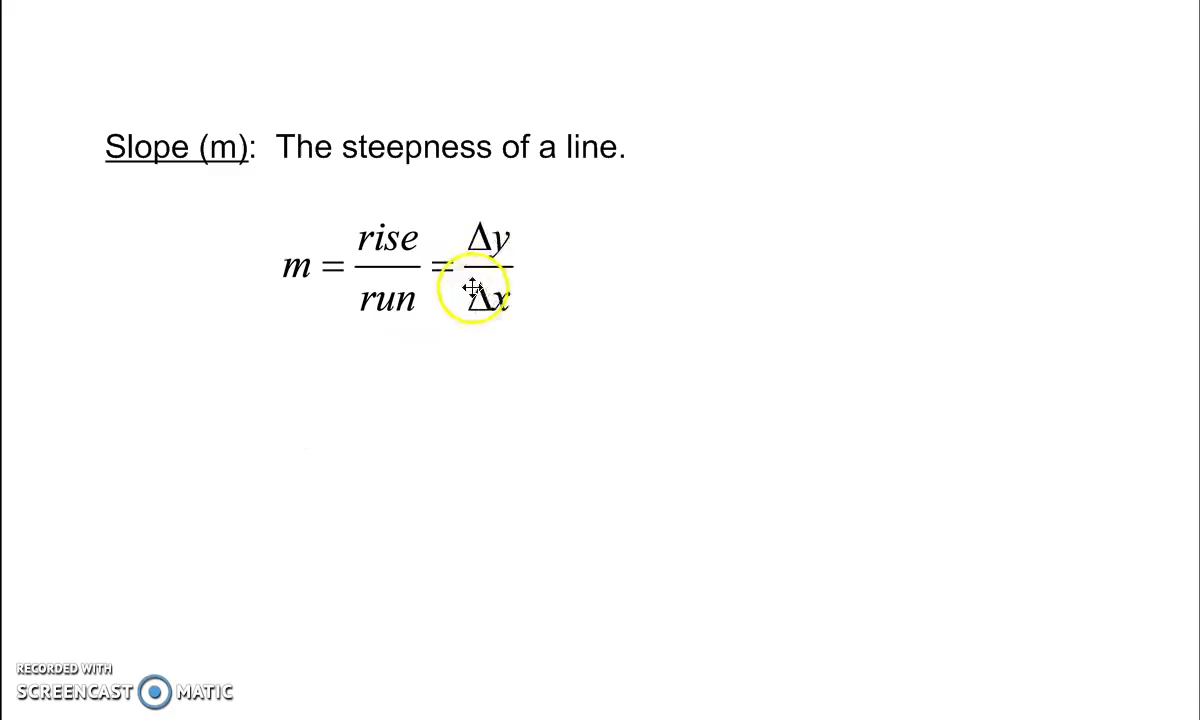 Slope (m): The steepness of a line.
m = rise/run = Δy/Δx
RECORDED WITH
SCREENCAST MATIC